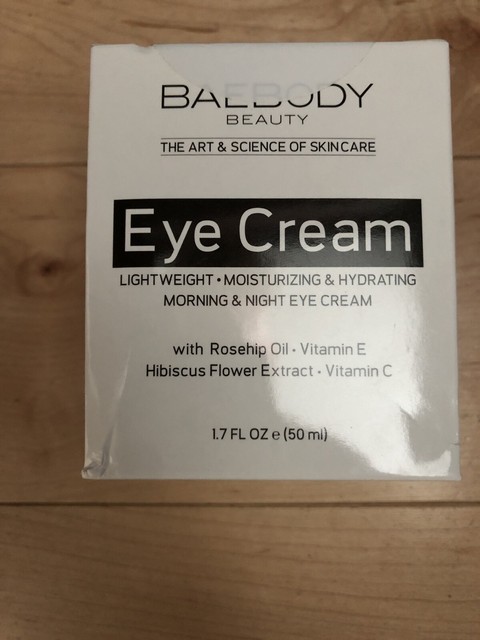 BAEBODY
BEAUTY
THE ART & SCIENCE OF SKINCARE
Eye Cream
LIGHTWEIGHT • MOISTURIZING & HYDRATING
MORNING & NIGHT EYE CREAM
with Rosehip Oil • Vitamin E
Hibiscus Flower Extract • Vitamin C
1.7 FL OZ e (50 ml)